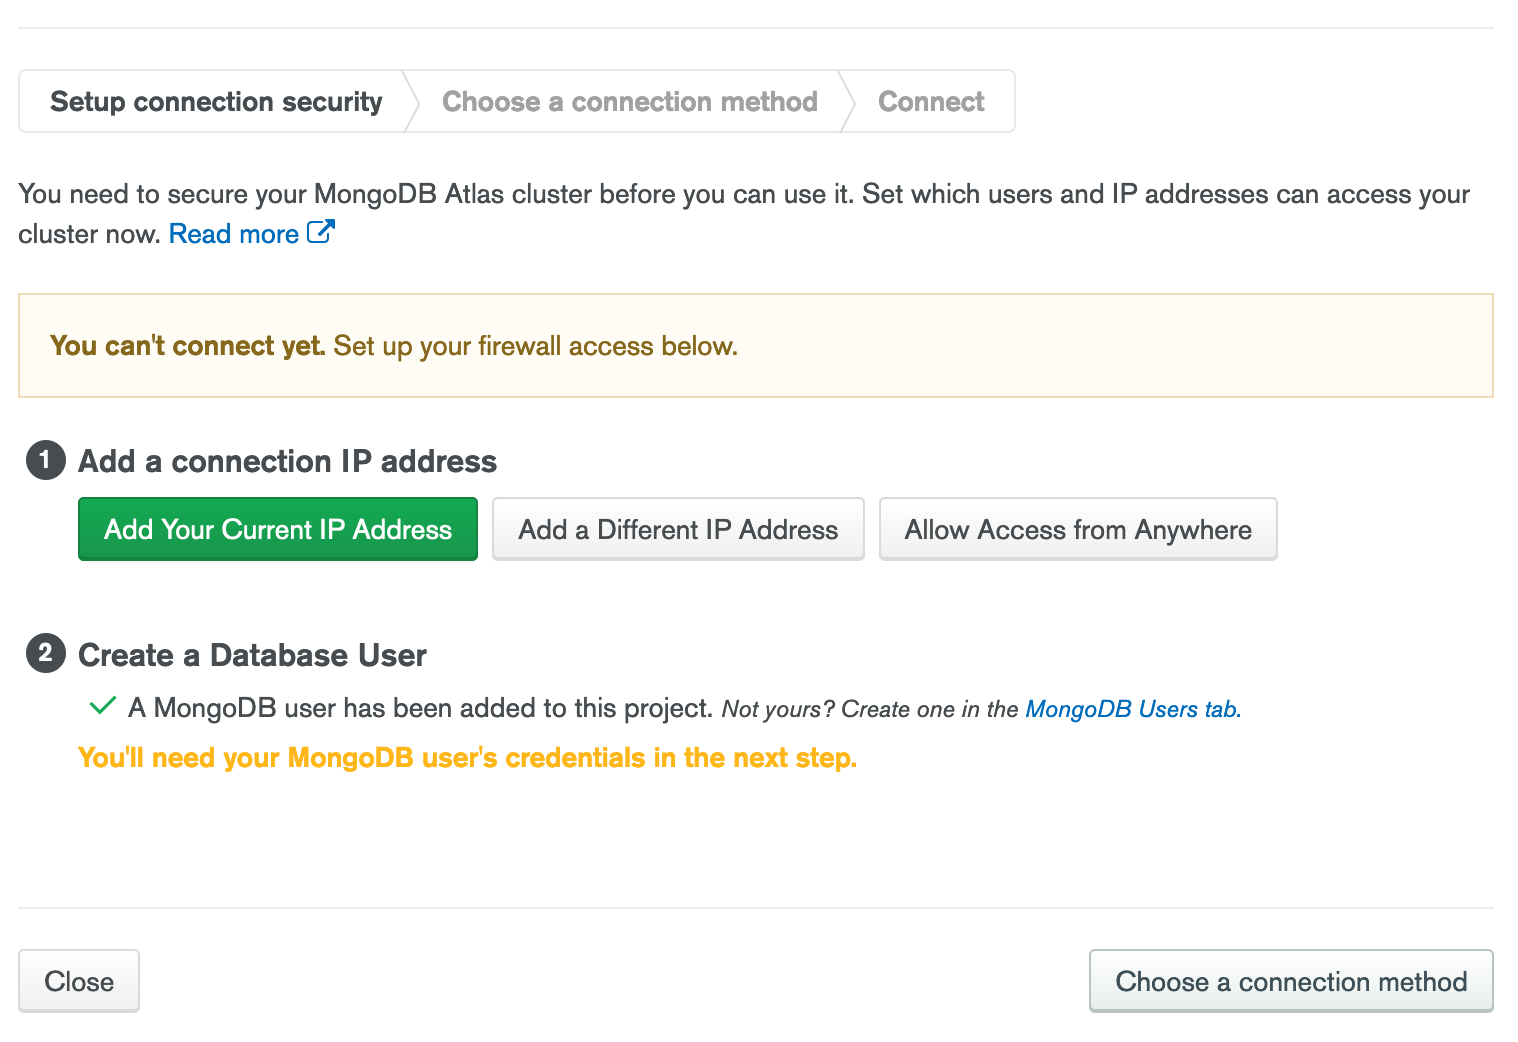 Setup connection security
Choose a connection method
Connect
You need to secure your MongoDB Atlas cluster before you can use it. Set which users and IP addresses can access your
cluster now. Read more
You can't connect yet. Set up your firewall access below.
1 Add a connection IP address
Add Your Current IP Address
Add a Different IP Address
Allow Access from Anywhere
2 Create a Database User
A MongoDB user has been added to this project. Not yours? Create one in the MongoDB Users tab.
You'll need your MongoDB user's credentials in the next step.
Close
Choose a connection method